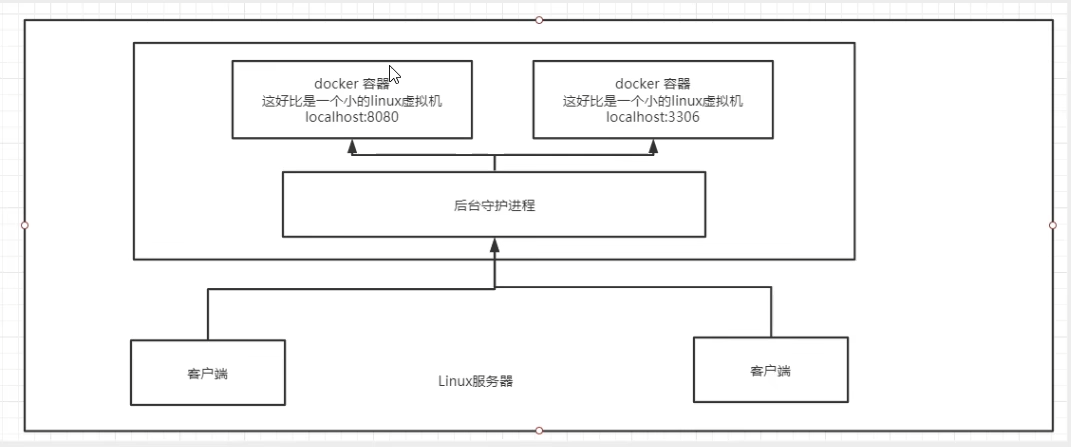 docker 容器
这好比是一个小的linux虚拟机
localhost:8080
docker 容器
这好比是一个小的linux虚拟机
localhost:3306
后台守护进程
客户端
Linux服务器
客户端